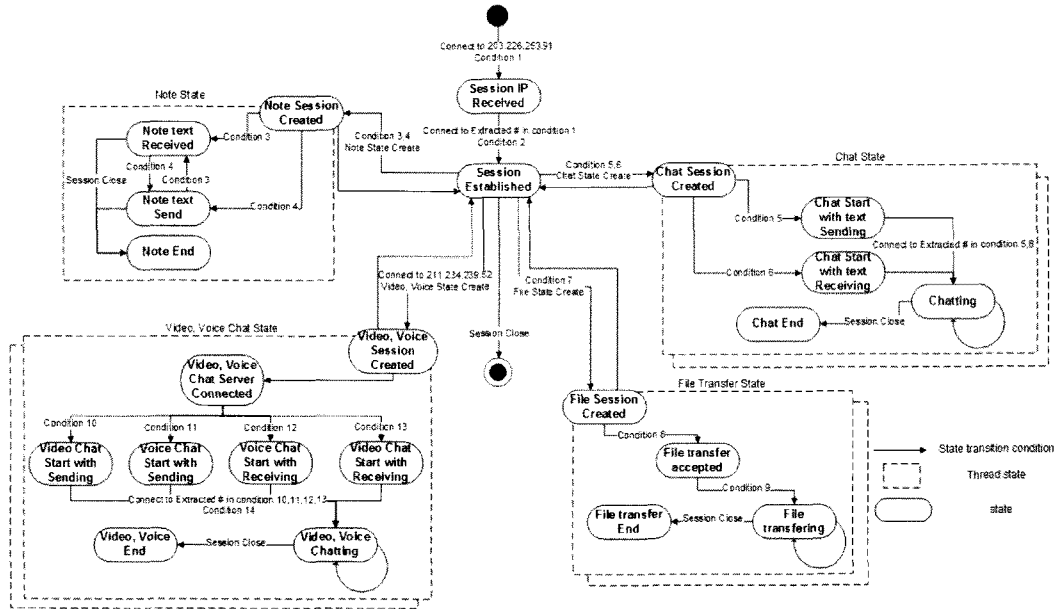 Connect to 203.226.253.91
Condition 1
Session IP
Received
Connect to Extracted # in condition 1
Condition 2
Session
Established
Note State
Note Session
Created
Condition 3
Note text
Received
Condition 4
Condition 3
Session Close
Note text
Send
Condition 4
Note End
Condition 3,4
Note State Create
Condition 5,6
Chat State Create
Chat State
Chat Session
Created
Condition 5
Chat Start
with text
Sending
Connect to Extracted # in condition 5,6
Condition 6
Chat Start
with text
Receiving
Chatting
Session Close
Chat End
Connect to 211.234.239.52
Video, Voice State Create
Condition 7
File State Create
Session Close
Video, Voice Chat State
Video, Voice
Session
Created
Video, Voice
Chat Server
Connected
Condition 10
Condition 11
Condition 12
Condition 13
Video Chat
Start with
Sending
Voice Chat
Start with
Sending
Voice Chat
Start with
Receiving
Video Chat
Start with
Receiving
Connect to Extracted # in condition 10,11,12,13
Condition 14
Video, Voice
End
Session Close
Video, Voice
Chatting
File Transfer State
File Session
Created
Condition 8
File transfer
accepted
Condition 9
File transfer
End
Session Close
File
transfering
State transition condition
Thread state
state